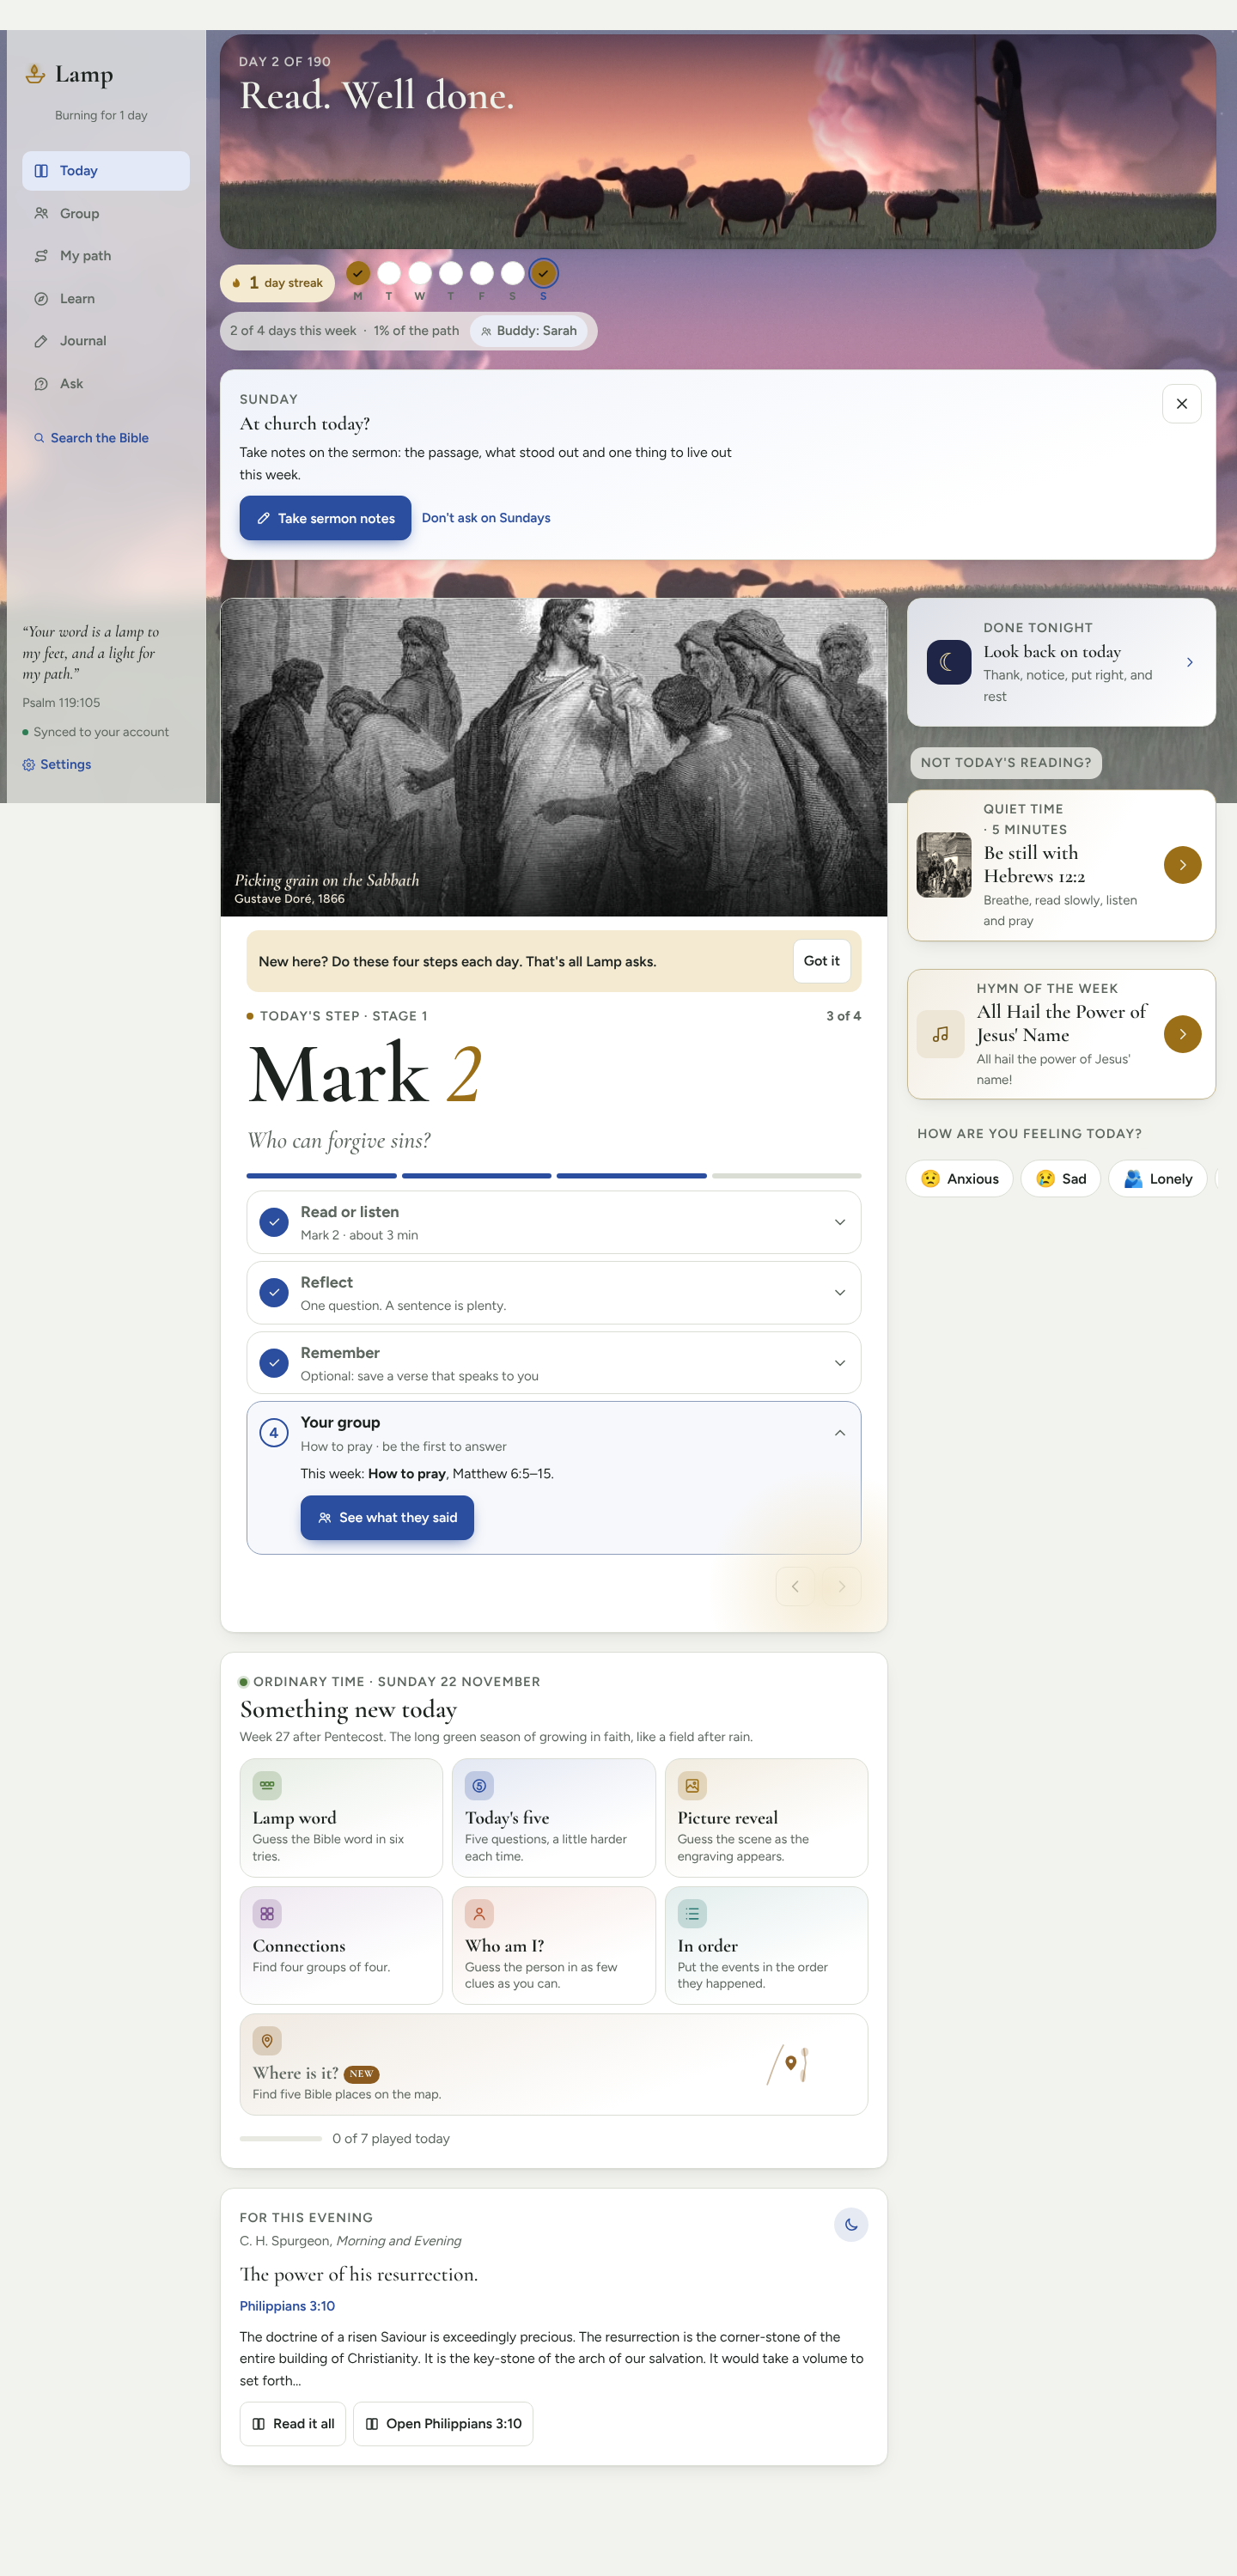 Lamp
Burning for 1 day
Today
Group
My path
Learn
Journal
Ask
Search the Bible
“Your word is a lamp to
my feet, and a light for
my path.”
Psalm 119:105
Synced to your account
Settings
DAY 2 OF 190
Read. Well done.
1 day streak
M T W T F S S
2 of 4 days this week · 1% of the path
Buddy: Sarah
SUNDAY
At church today?
Take notes on the sermon: the passage, what stood out and one thing to live out
this week.
Take sermon notes
Don't ask on Sundays
Picking grain on the Sabbath
Gustave Doré, 1866
New here? Do these four steps each day. That's all Lamp asks.
Got it
TODAY'S STEP · STAGE 1
3 of 4
Mark 2
Who can forgive sins?
Read or listen
Mark 2 · about 3 min
Reflect
One question. A sentence is plenty.
Remember
Optional: save a verse that speaks to you
4
Your group
How to pray · be the first to answer
This week: How to pray, Matthew 6:5–15.
See what they said
DONE TONIGHT
Look back on today
Thank, notice, put right, and
rest
NOT TODAY'S READING?
QUIET TIME
· 5 MINUTES
Be still with
Hebrews 12:2
Breathe, read slowly, listen
and pray
HYMN OF THE WEEK
All Hail the Power of
Jesus' Name
All hail the power of Jesus'
name!
HOW ARE YOU FEELING TODAY?
Anxious
Sad
Lonely
ORDINARY TIME · SUNDAY 22 NOVEMBER
Something new today
Week 27 after Pentecost. The long green season of growing in faith, like a field after rain.
Lamp word
Guess the Bible word in six
tries.
5
Today's five
Five questions, a little harder
each time.
Picture reveal
Guess the scene as the
engraving appears.
Connections
Find four groups of four.
Who am I?
Guess the person in as few
clues as you can.
In order
Put the events in the order
they happened.
Where is it? NEW
Find five Bible places on the map.
0 of 7 played today
FOR THIS EVENING
C. H. Spurgeon, Morning and Evening
The power of his resurrection.
Philippians 3:10
The doctrine of a risen Saviour is exceedingly precious. The resurrection is the corner-stone of the
entire building of Christianity. It is the key-stone of the arch of our salvation. It would take a volume to
set forth…
Read it all
Open Philippians 3:10